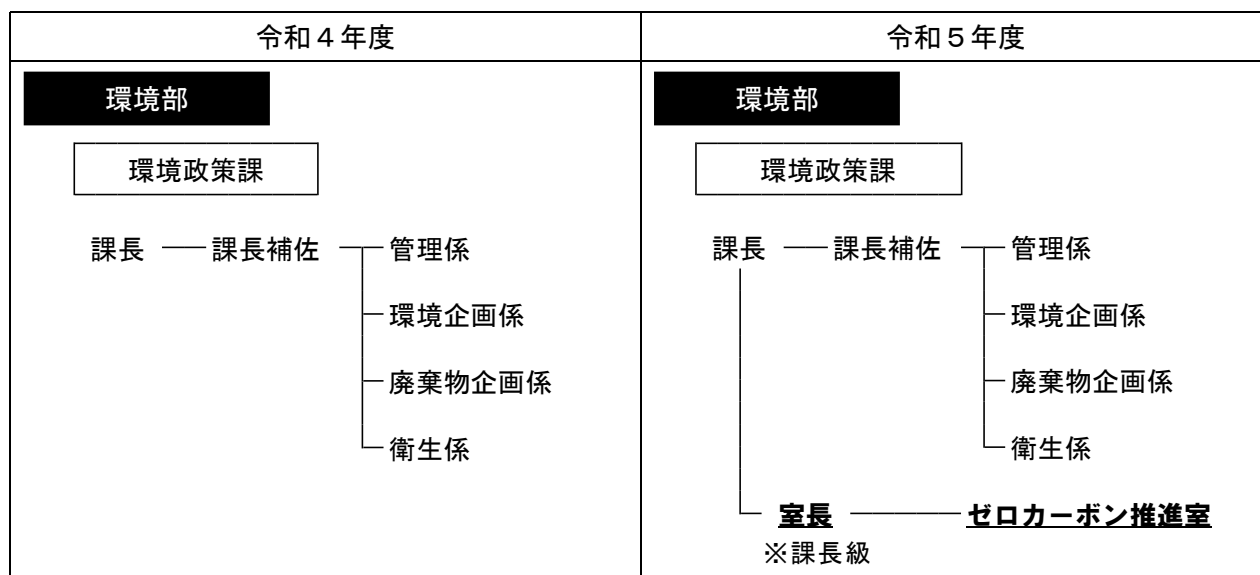 令和４年度
環境部
環境政策課
課長 課長補佐 管理係
環境企画係
廃棄物企画係
衛生係
令和５年度
環境部
環境政策課
課長 課長補佐 管理係
環境企画係
廃棄物企画係
衛生係
室長 ゼロカーボン推進室
※課長級